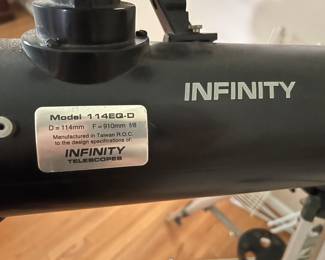 INFINITY
Model 114EQ-D
D = 114mm F = 910mm f/8
Manufactured in Taiwan R.O.C.
to the design specifications of:
INFINITY
TELESCOPES